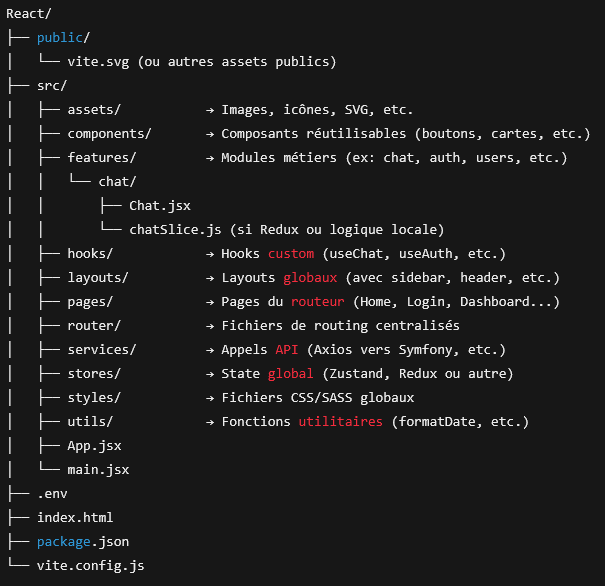 React/
├── public/
│   └── vite.svg (ou autres assets publics)
├── src/
│   ├── assets/           → Images, icônes, SVG, etc.
│   ├── components/       → Composants réutilisables (boutons, cartes, etc.)
│   ├── features/         → Modules métiers (ex: chat, auth, users, etc.)
│   │   └── chat/
│   │       ├── Chat.jsx
│   │       └── chatSlice.js (si Redux ou logique locale)
│   ├── hooks/            → Hooks custom (useChat, useAuth, etc.)
│   ├── layouts/          → Layouts globaux (avec sidebar, header, etc.)
│   ├── pages/            → Pages du routeur (Home, Login, Dashboard...)
│   ├── router/           → Fichiers de routing centralisés
│   ├── services/         → Appels API (Axios vers Symfony, etc.)
│   ├── stores/           → State global (Zustand, Redux ou autre)
│   ├── styles/           → Fichiers CSS/SASS globaux
│   ├── utils/            → Fonctions utilitaires (formatDate, etc.)
│   ├── App.jsx
│   └── main.jsx
├── .env
├── index.html
├── package.json
└── vite.config.js